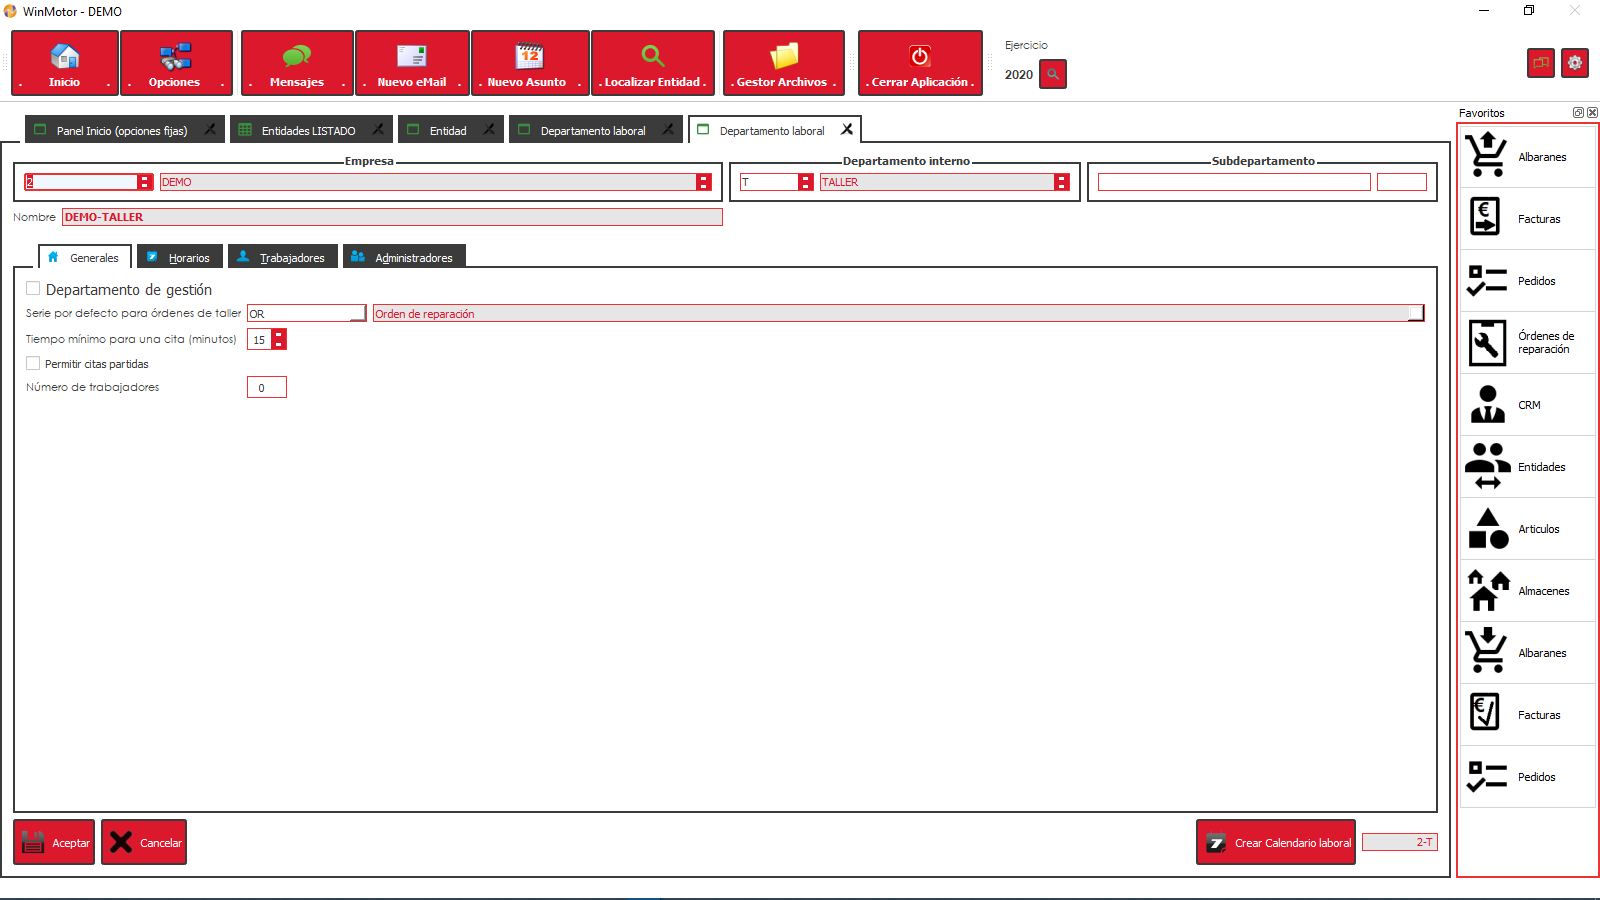 WinMotor - DEMO
. Inicio .
. Opciones .
. Mensajes .
. Nuevo eMail .
. Nuevo Asunto .
12
. Localizar Entidad .
. Gestor Archivos .
. Cerrar Aplicación .
Ejercicio
2020
Panel Inicio (opciones fijas)
Entidades LISTADO
Entidad
Departamento laboral
Departamento laboral
Empresa
2
DEMO
Departamento interno
T
TALLER
Subdepartamento
Nombre
DEMO-TALLER
Generales
Horarios
Trabajadores
Administradores
Departamento de gestión
Serie por defecto para órdenes de taller
OR
Orden de reparación
Tiempo mínimo para una cita (minutos)
15
Permitir citas partidas
Número de trabajadores
0
Aceptar
Cancelar
7
Crear Calendario laboral
2-T
Favoritos
Albaranes
€
Facturas
Pedidos
Órdenes de
reparación
CRM
Entidades
Articulos
Almacenes
Albaranes
€
Facturas
Pedidos